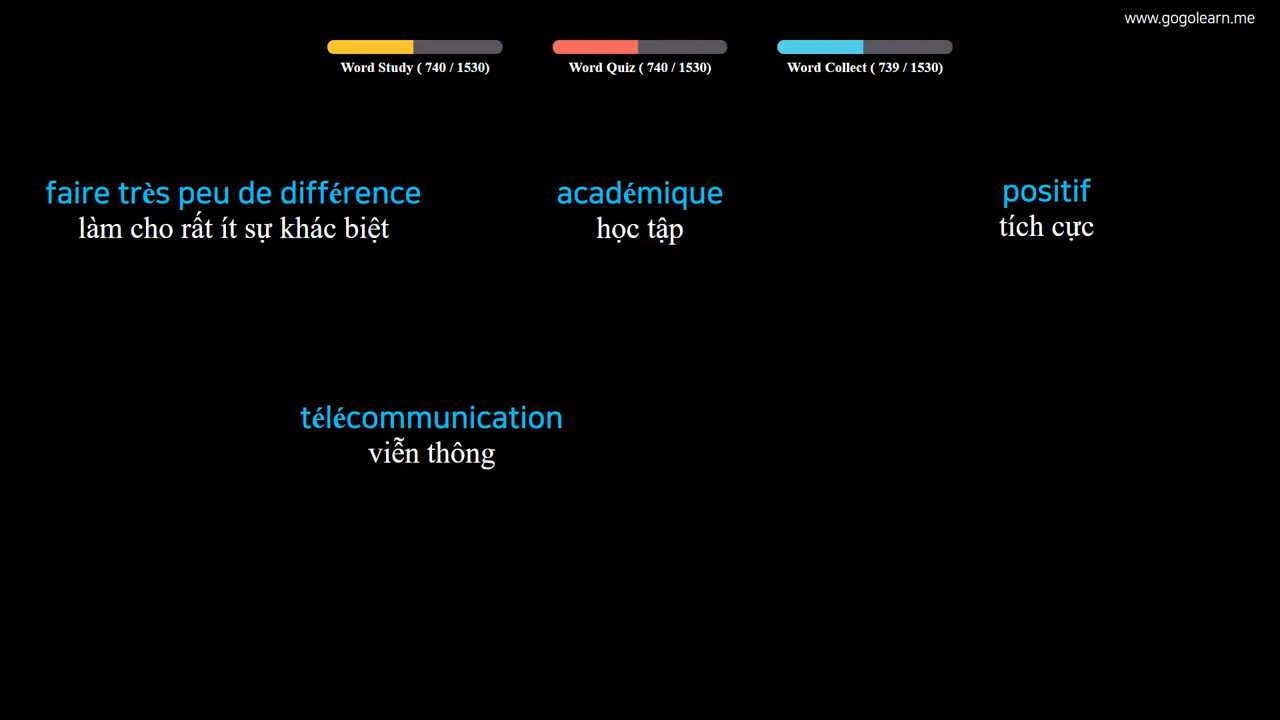 www.gogolearn.me
Word Study ( 740 / 1530)
Word Quiz ( 740 / 1530)
Word Collect ( 739 / 1530)
faire très peu de différence
làm cho rất ít sự khác biệt
académique
học tập
positif
tích cực
télécommunication
viễn thông